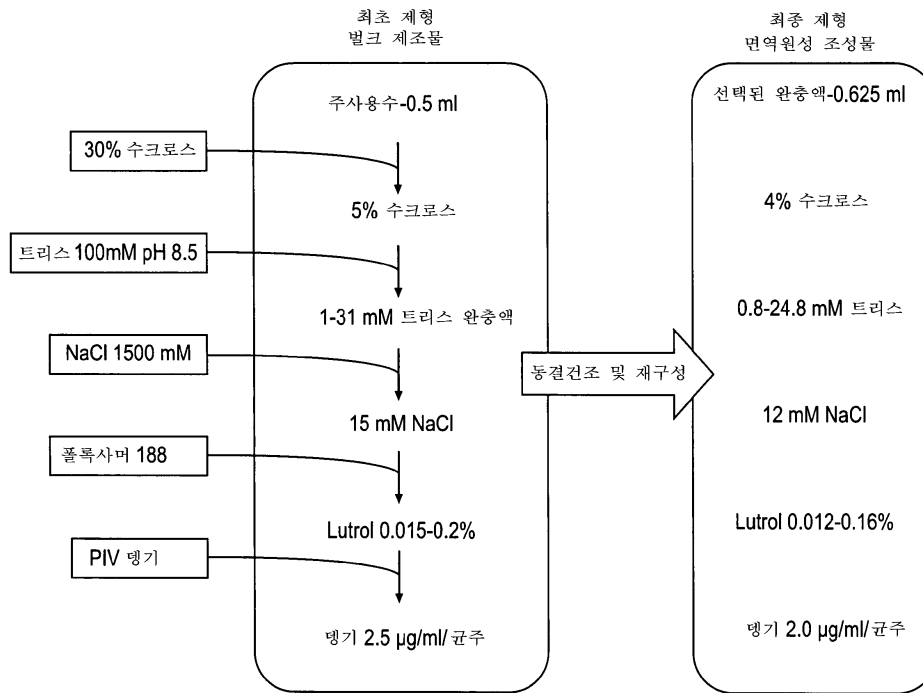 최초 제형
벌크 제조물
주사용수-0.5 ml
30% 수크로스
5% 수크로스
트리스 100mM pH 8.5
1-31 mM 트리스 완충액
NaCl 1500 mM
15 mM NaCl
폴록사머 188
Lutrol 0.015-0.2%
PIV 뎅기
뎅기 2.5 µg/ml/균주
동결건조 및 재구성
최종 제형
면역원성 조성물
선택된 완충액-0.625 ml
4% 수크로스
0.8-24.8 mM 트리스
12 mM NaCl
Lutrol 0.012-0.16%
뎅기 2.0 µg/ml/균주